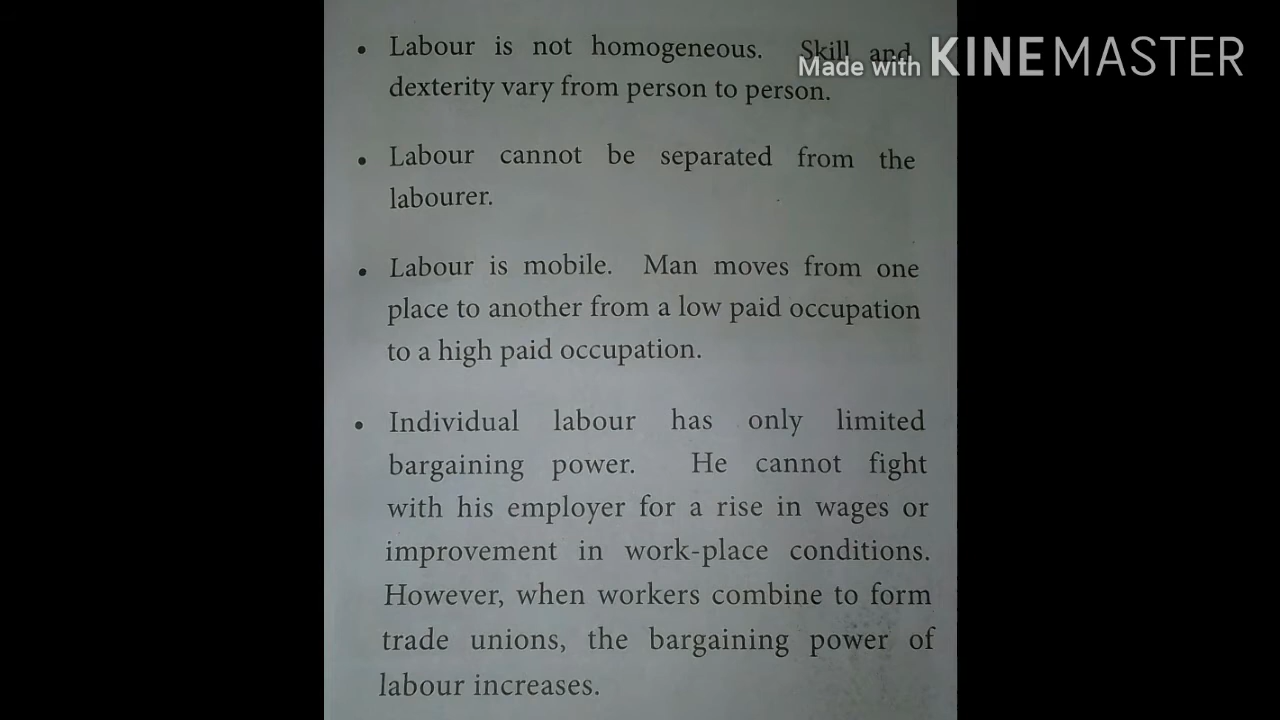 • Labour is not homogeneous. Skill and
dexterity vary from person to person.
• Labour cannot be separated from the
labourer.
• Labour is mobile. Man moves from one
place to another from a low paid occupation
to a high paid occupation.
• Individual labour has only limited
bargaining power. He cannot fight
with his employer for a rise in wages or
improvement in work-place conditions.
However, when workers combine to form
trade unions, the bargaining power of
labour increases.
Made with KINEMASTER